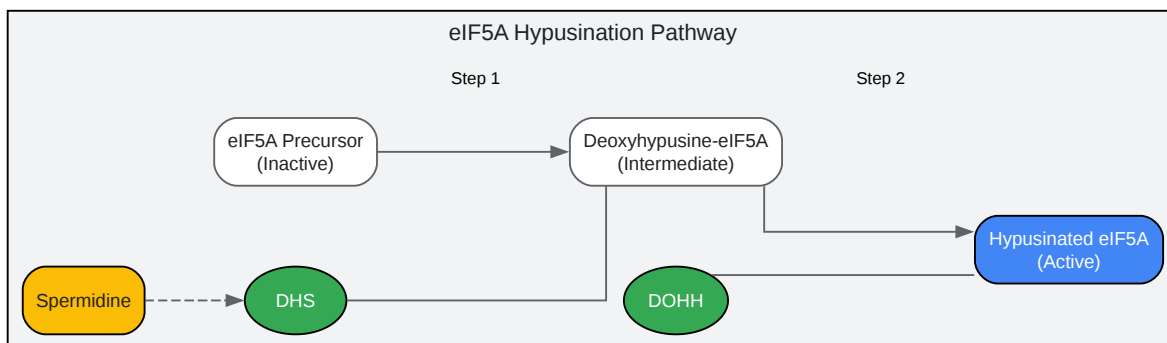 eIF5A Hypusination Pathway
Step 1
Step 2
eIF5A Precursor
(Inactive)
Deoxyhypusine-eIF5A
(Intermediate)
Hypusinated eIF5A
(Active)
Spermidine
DHS
DOHH